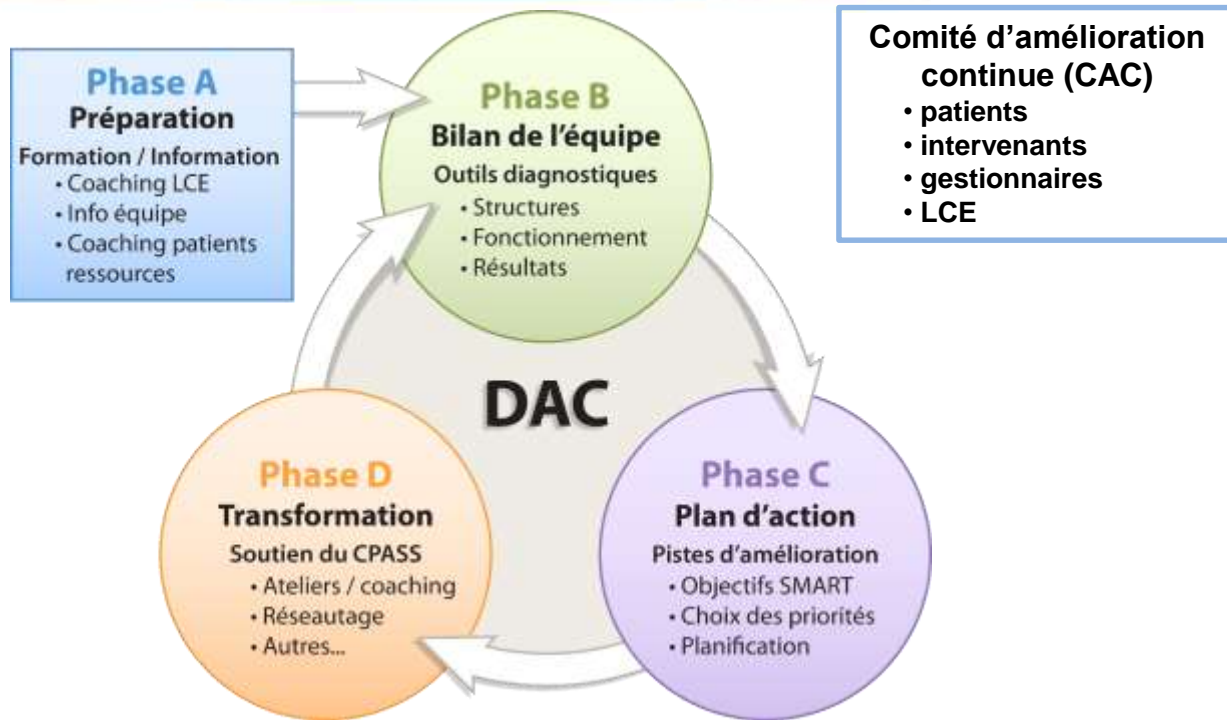 Phase A
Préparation
Formation / Information
• Coaching LCE
• Info équipe
• Coaching patients
ressources
Phase B
Bilan de l'équipe
Outils diagnostiques
• Structures
• Fonctionnement
• Résultats
Comité d'amélioration
continue (CAC)
• patients
• intervenants
• gestionnaires
• LCE
DAC
Phase D
Transformation
Soutien du CPASS
• Ateliers / coaching
• Réseautage
• Autres...
Phase C
Plan d'action
Pistes d'amélioration
• Objectifs SMART
• Choix des priorités
• Planification